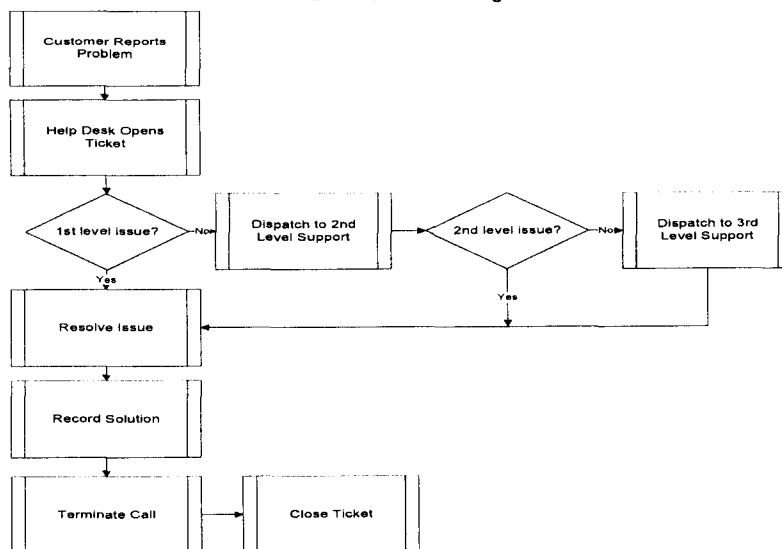 Customer Reports
Problem
Help Desk Opens
Ticket
1st level issue?
No
Dispatch to 2nd
Level Support
2nd level issue?
No
Dispatch to 3rd
Level Support
Yes
Yes
Resolve Issue
Record Solution
Terminate Call
Close Ticket